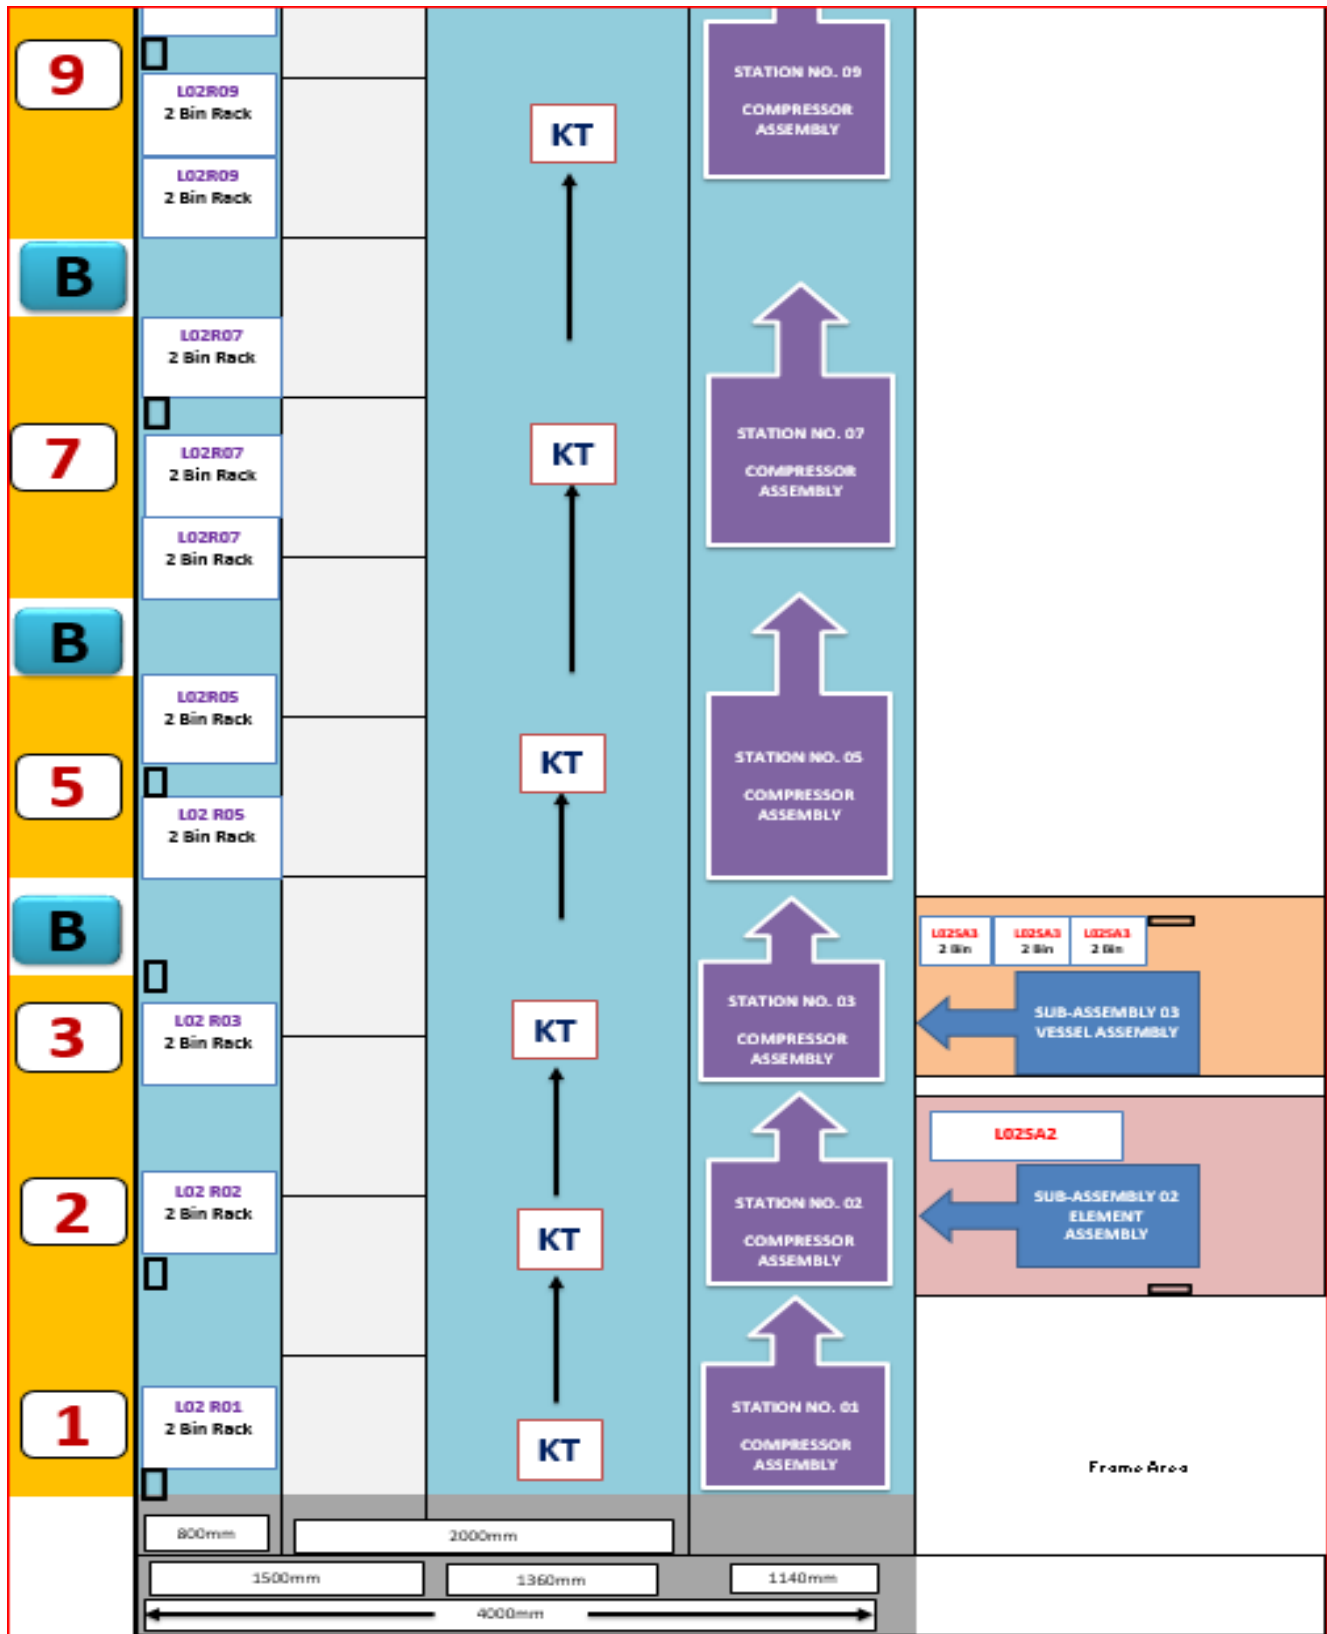 9
L02R09
2 Bin Rack
L02R09
2 Bin Rack
KT
STATION NO. 09
COMPRESSOR
ASSEMBLY
B
L02R07
2 Bin Rack
7
L02R07
2 Bin Rack
L02R07
2 Bin Rack
KT
STATION NO. 07
COMPRESSOR
ASSEMBLY
B
L02R05
2 Bin Rack
5
L02 R05
2 Bin Rack
KT
STATION NO. 05
COMPRESSOR
ASSEMBLY
B
L02SA3
2 Bin
L02SA3
2 Bin
L02SA3
2 Bin
3
L02 R03
2 Bin Rack
KT
STATION NO. 03
COMPRESSOR
ASSEMBLY
SUB-ASSEMBLY 03
VESSEL ASSEMBLY
L02SA2
2
L02 R02
2 Bin Rack
KT
STATION NO. 02
COMPRESSOR
ASSEMBLY
SUB-ASSEMBLY 02
ELEMENT
ASSEMBLY
1
L02 R01
2 Bin Rack
KT
STATION NO. 01
COMPRESSOR
ASSEMBLY
Frame Area
800mm
2000mm
1500mm
1360mm
1140mm
4000mm